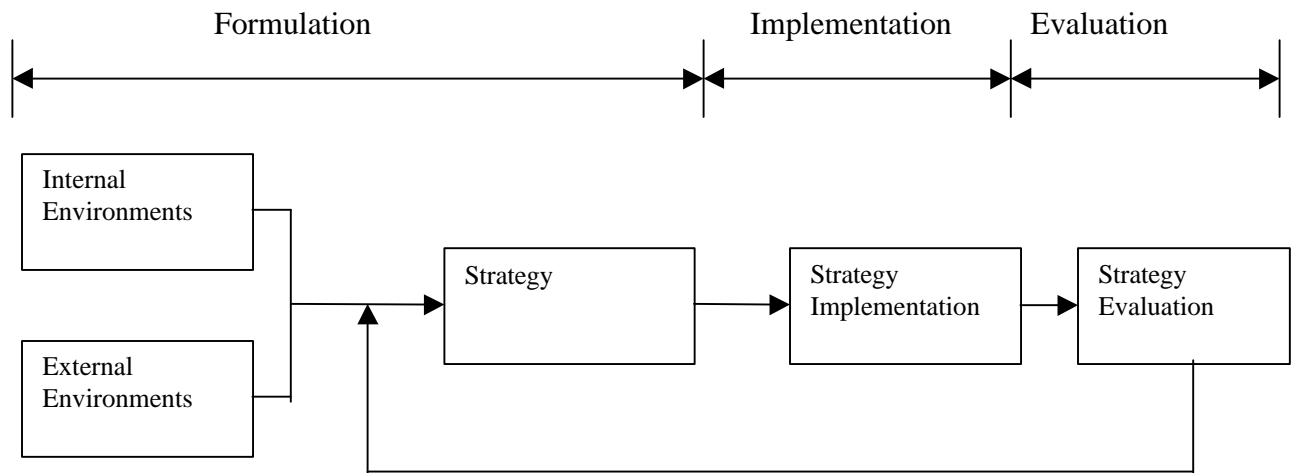 Formulation
Implementation
Evaluation
Internal
Environments
External
Environments
Strategy
Strategy
Implementation
Strategy
Evaluation